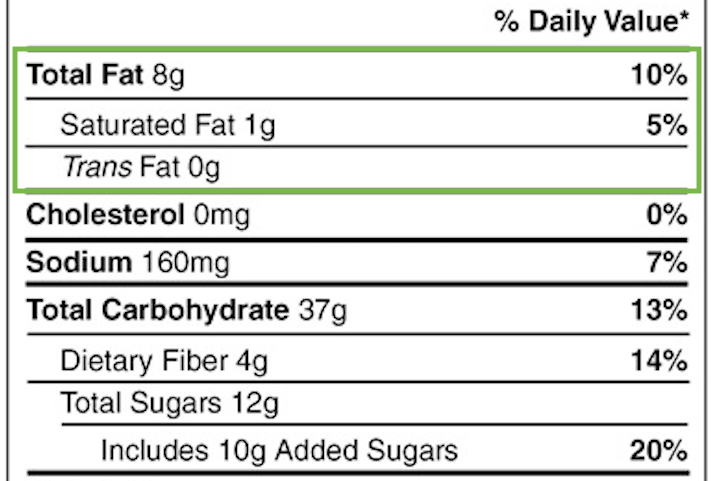 % Daily Value*
Total Fat 8g 10%
Saturated Fat 1g 5%
Trans Fat 0g
Cholesterol 0mg 0%
Sodium 160mg 7%
Total Carbohydrate 37g 13%
Dietary Fiber 4g 14%
Total Sugars 12g
Includes 10g Added Sugars 20%